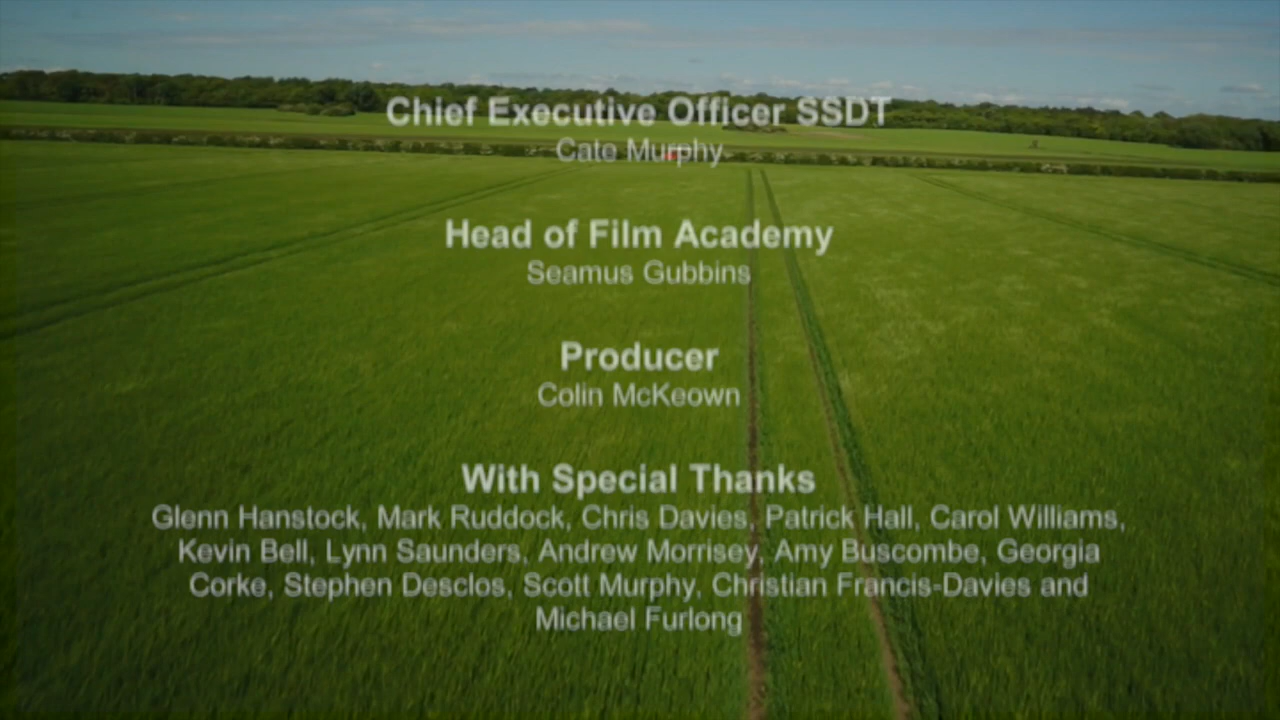 Chief Executive Officer SSDT
Cate Murphy
Head of Film Academy
Seamus Gubbins
Producer
Colin McKeown
With Special Thanks
Glenn Hanstock, Mark Ruddock, Chris Davies, Patrick Hall, Carol Williams,
Kevin Bell, Lynn Saunders, Andrew Morrisey, Amy Buscombe, Georgia
Corke, Stephen Desclos, Scott Murphy, Christian Francis-Davies and
Michael Furlong